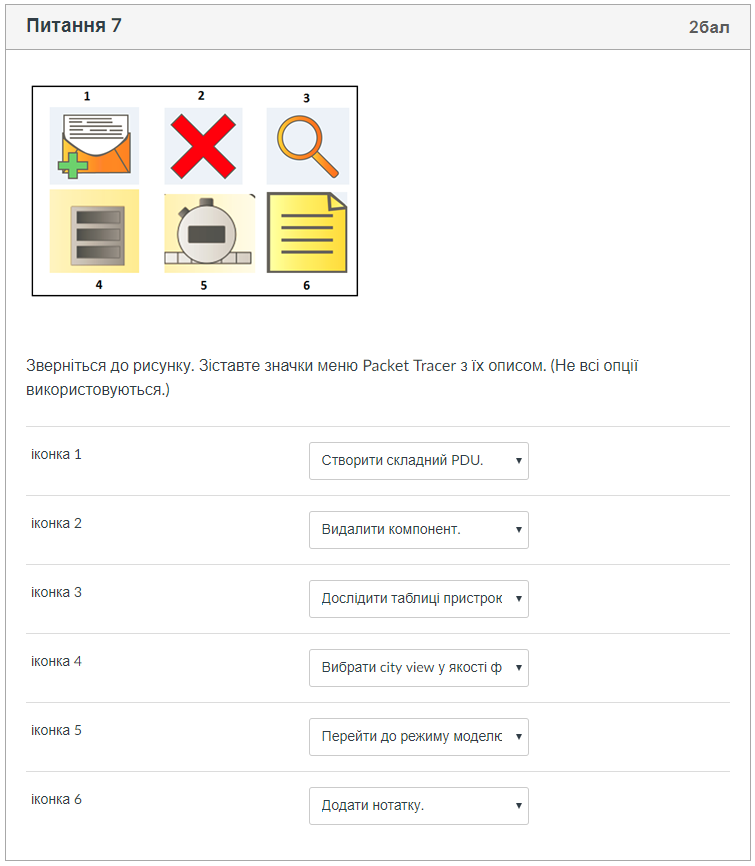 Питання 7
2бал
1
2
3
4
5
6
Зверніться до рисунку. Зіставте значки меню Packet Tracer з їх описом. (Не всі опції
використовуються.)
іконка 1
Створити складний PDU.
іконка 2
Видалити компонент.
іконка 3
Дослідити таблиці пристрок
іконка 4
Вибрати city view у якості ф
іконка 5
Перейти до режиму моделю
іконка 6
Додати нотатку.